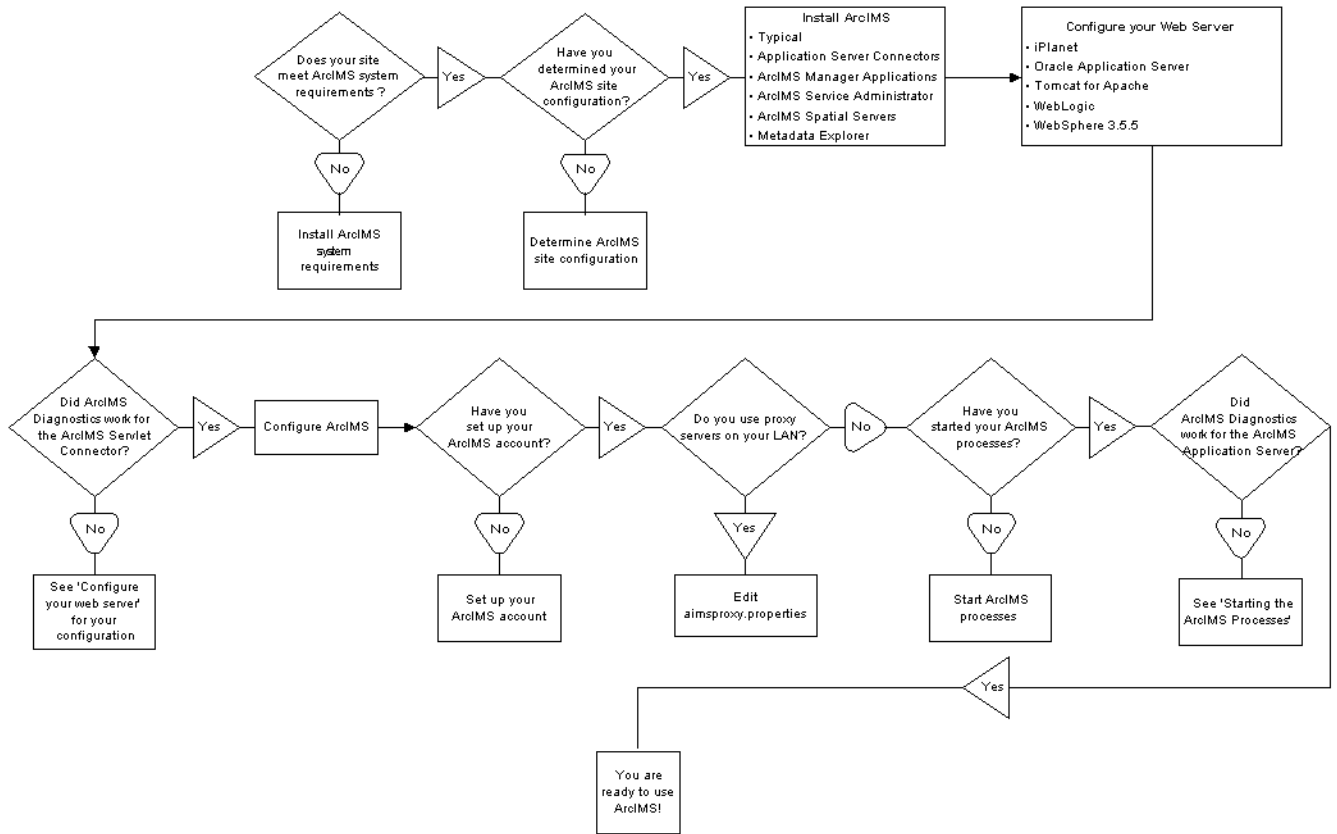 Does your site
meet ArcIMS system
requirements ?
Yes
No
Install ArcIMS
system
requirements
Have you
determined your
ArcIMS site
configuration?
Yes
No
Determine ArcIMS
site configuration
Install ArcIMS
• Typical
• Application Server Connectors
• ArcIMS Manager Applications
• ArcIMS Service Administrator
• ArcIMS Spatial Servers
• Metadata Explorer
Configure your Web Server
• iPlanet
• Oracle Application Server
• Tomcat for Apache
• WebLogic
• WebSphere 3.5.5
Did ArcIMS
Diagnostics work for
the ArcIMS Servlet
Connector?
Yes
No
See 'Configure
your web server'
for your
configuration
Configure ArcIMS
Have you
set up your
ArcIMS account?
Yes
No
Set up your
ArcIMS account
Do you use proxy
servers on your LAN?
No
Yes
Edit
aimsproxy.properties
Have you
started your ArcIMS
processes?
Yes
No
Start ArcIMS
processes
Did
ArcIMS Diagnostics
work for the ArcIMS
Application Server?
No
See 'Starting the
ArcIMS Processes'
Yes
You are
ready to use
ArcIMS!